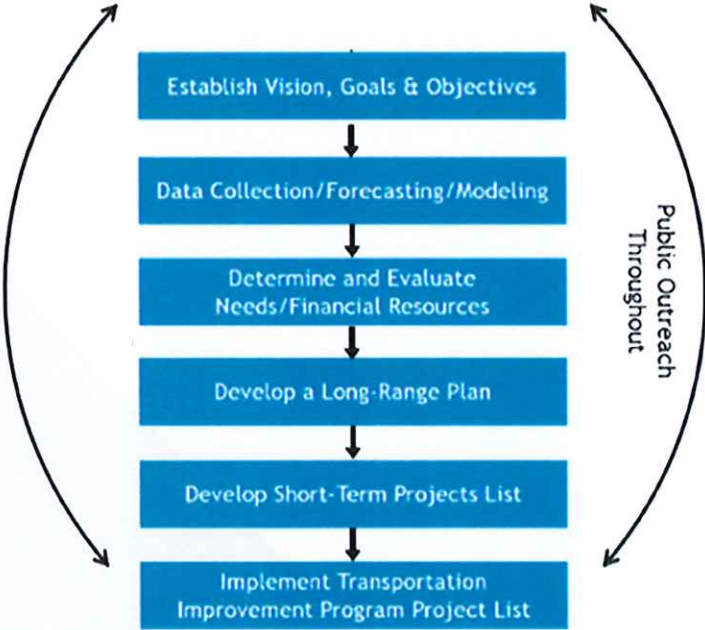 Establish Vision, Goals & Objectives
Data Collection/Forecasting/Modeling
Determine and Evaluate
Needs/Financial Resources
Develop a Long-Range Plan
Develop Short-Term Projects List
Implement Transportation
Improvement Program Project List
Public Outreach
Throughout